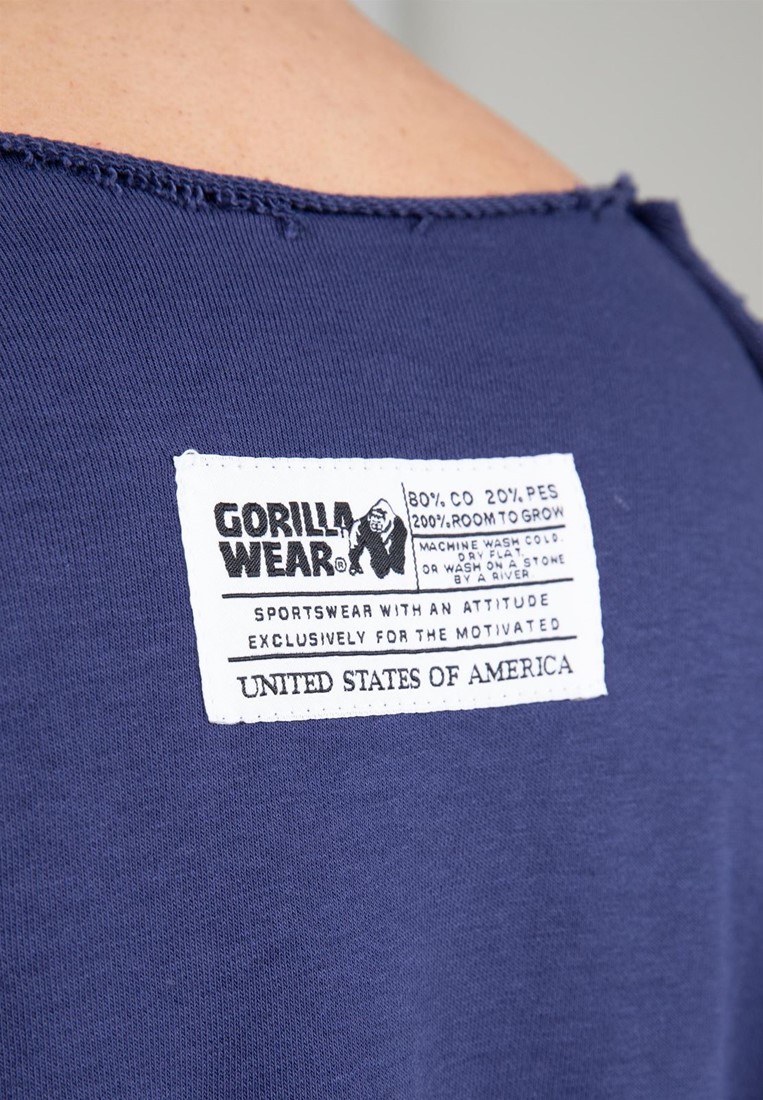 GORILLA
WEAR®
80% CO 20% PES
200% ROOM TO GROW
MACHINE WASH COLD.
DRY FLAT.
OR WASH ON A STONE
BY A RIVER.
SPORTSWEAR WITH AN ATTITUDE
EXCLUSIVELY FOR THE MOTIVATED
UNITED STATES OF AMERICA